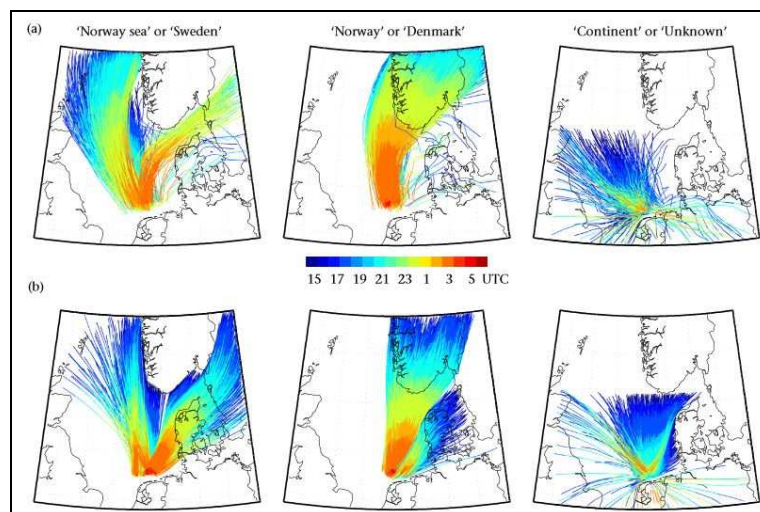 (a)
'Norway sea' or 'Sweden'
'Norway' or 'Denmark'
'Continent' or 'Unknown'
15 17 19 21 23 1 3 5 UTC
(b)